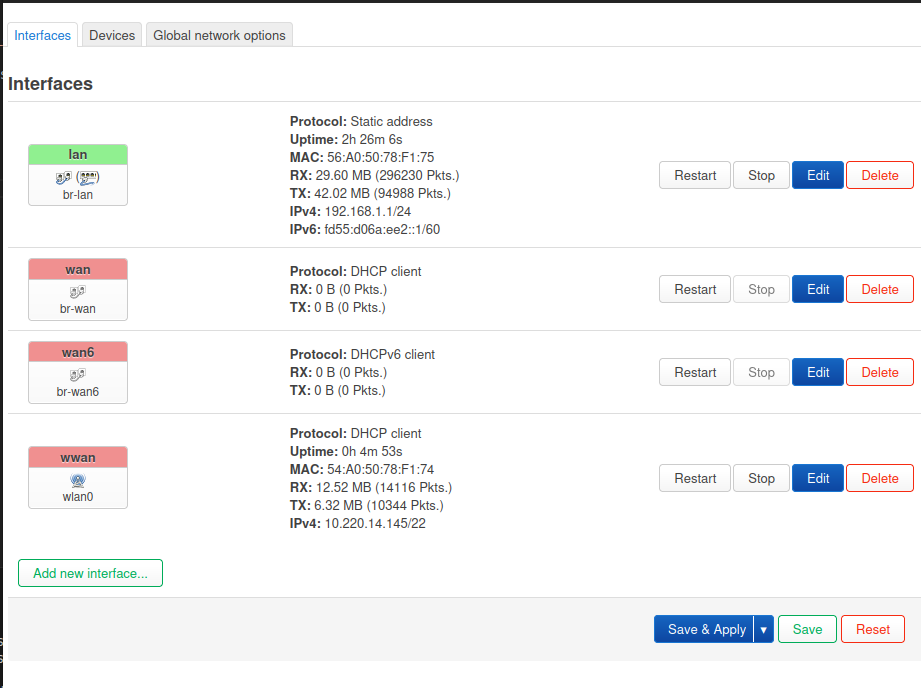 Interfaces Devices Global network options
Interfaces
lan
br-lan
Protocol: Static address
Uptime: 2h 26m 6s
MAC: 56:A0:50:78:F1:75
RX: 29.60 MB (296230 Pkts.)
TX: 42.02 MB (94988 Pkts.)
IPv4: 192.168.1.1/24
IPv6: fd55:d06a:ee2::1/60
Restart Stop Edit Delete
wan
br-wan
Protocol: DHCP client
RX: 0 B (0 Pkts.)
TX: 0 B (0 Pkts.)
Restart Stop Edit Delete
wan6
br-wan6
Protocol: DHCPv6 client
RX: 0 B (0 Pkts.)
TX: 0 B (0 Pkts.)
Restart Stop Edit Delete
wwan
wlan0
Protocol: DHCP client
Uptime: 0h 4m 53s
MAC: 54:A0:50:78:F1:74
RX: 12.52 MB (14116 Pkts.)
TX: 6.32 MB (10344 Pkts.)
IPv4: 10.220.14.145/22
Restart Stop Edit Delete
Add new interface...
Save & Apply Save Reset